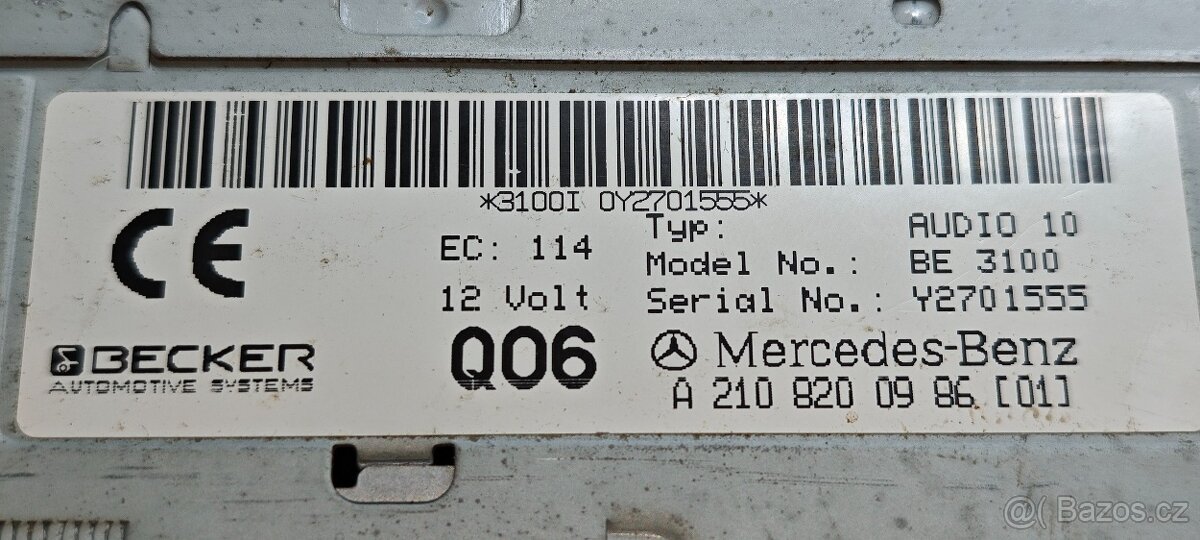 *3100I 0Y2701555*
EC: 114
12 Volt
Q06
Typ: AUDIO 10
Model No.: BE 3100
Serial No.: Y2701555
BECKER
AUTOMOTIVE SYSTEMS
Mercedes-Benz
A 210 820 09 86 [01]
CE
@( Bazos.cz